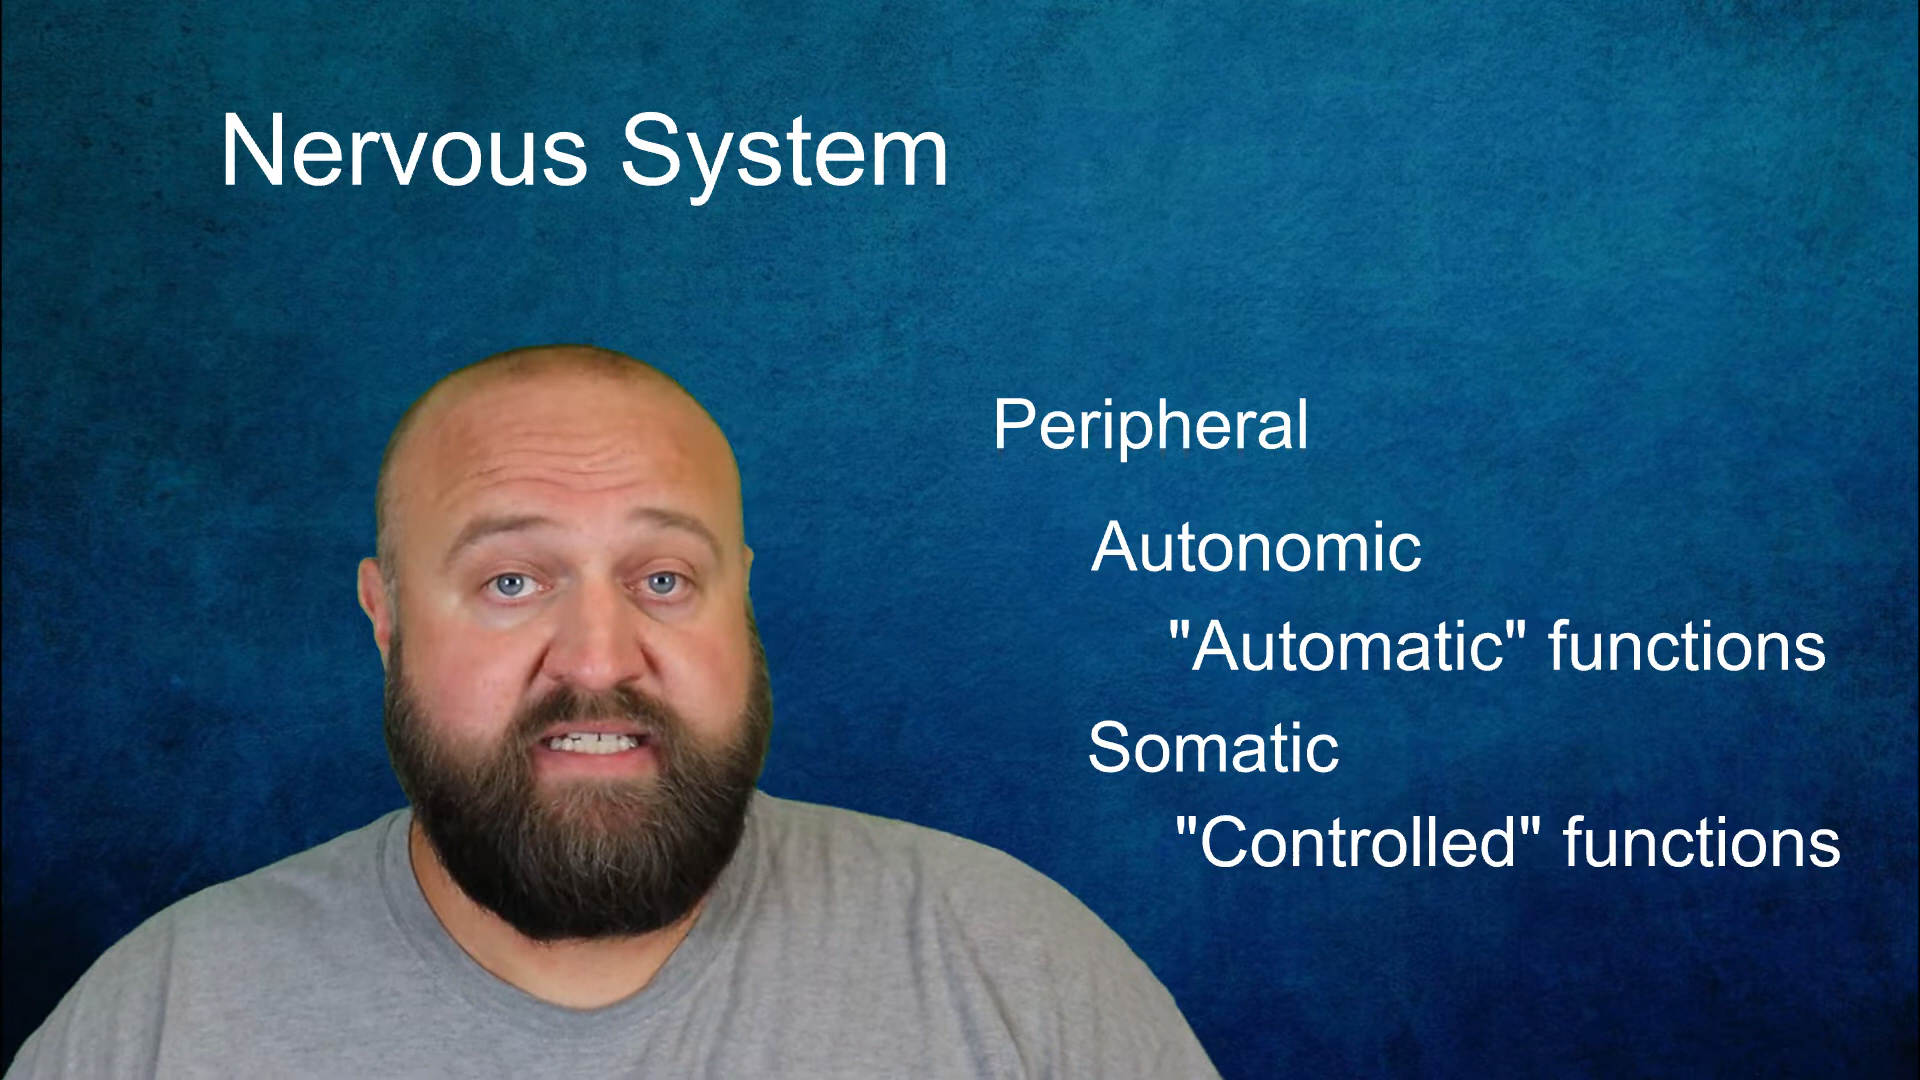 Nervous System
Peripheral
Autonomic
"Automatic" functions
Somatic
"Controlled" functions